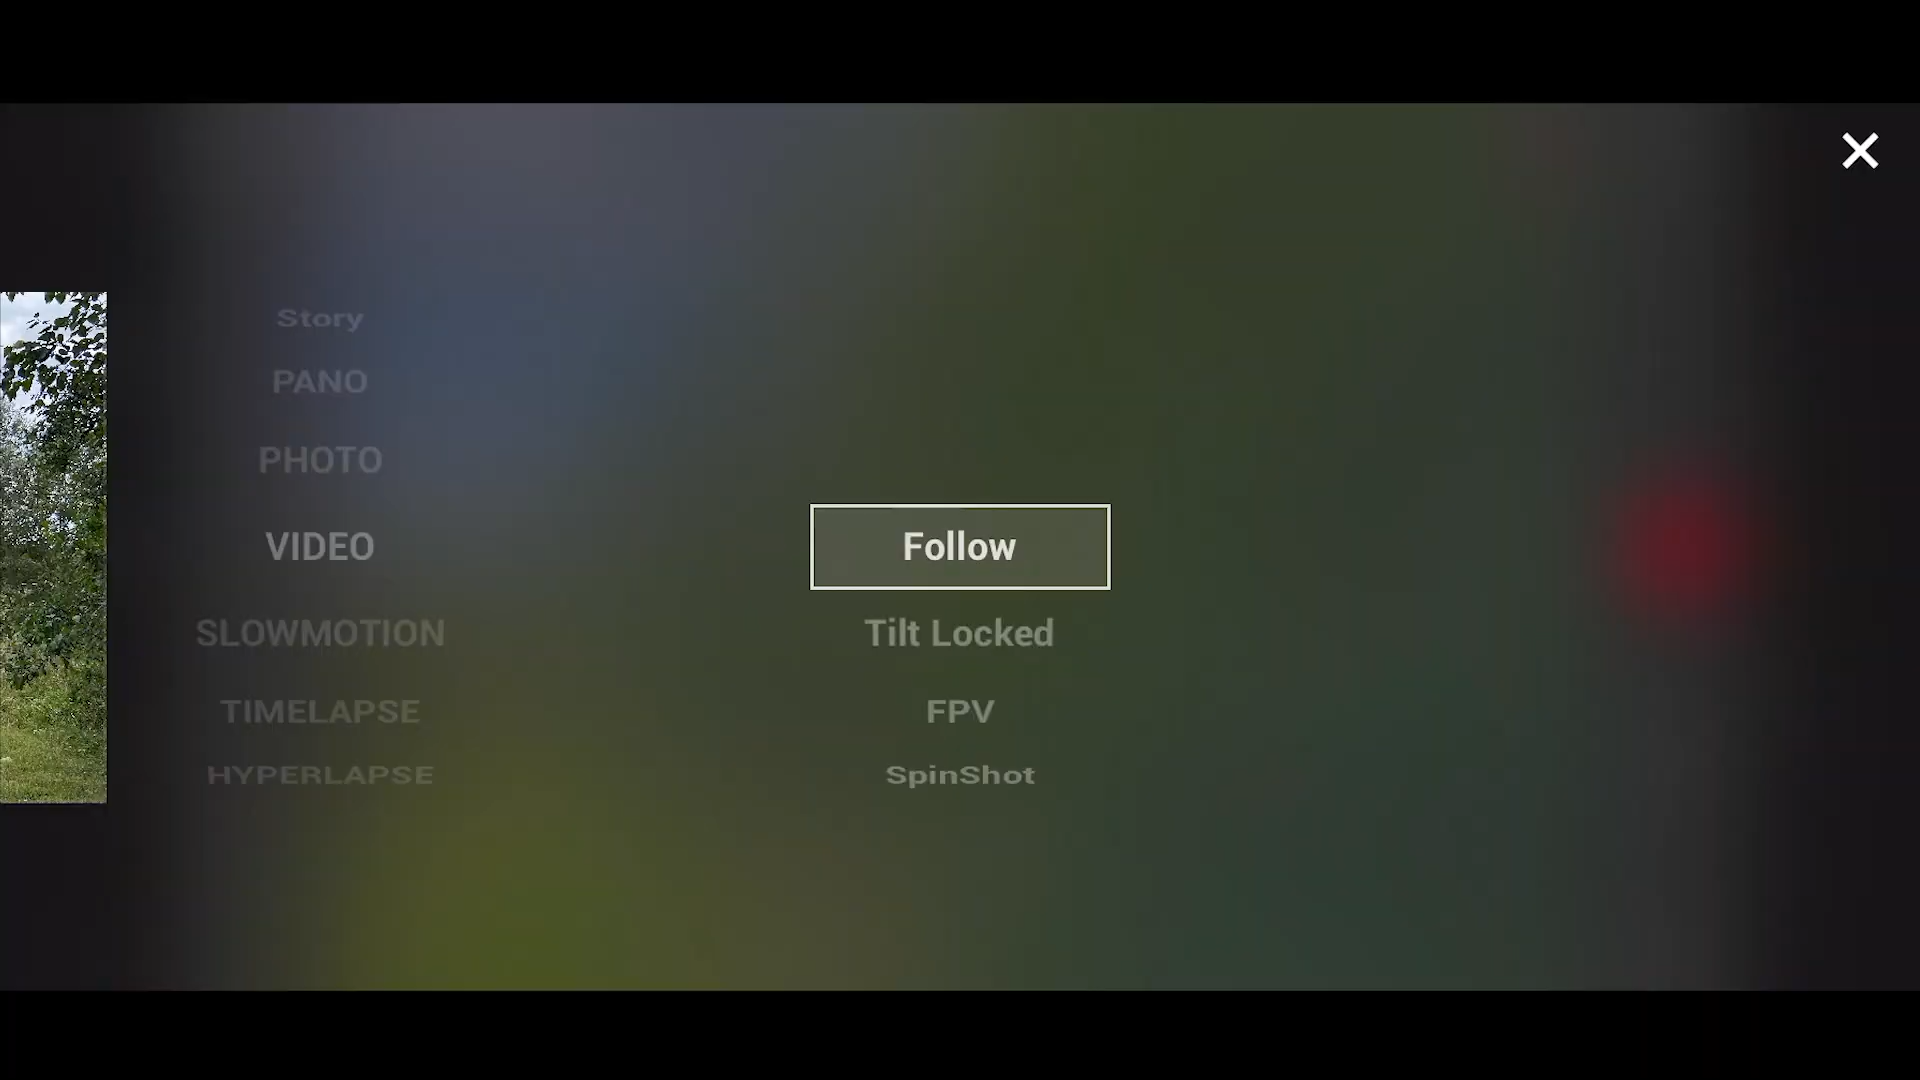 Story
PANO
PHOTO
VIDEO
SLOWMOTION
TIMELAPSE
HYPERLAPSE
Follow
Tilt Locked
FPV
SpinShot